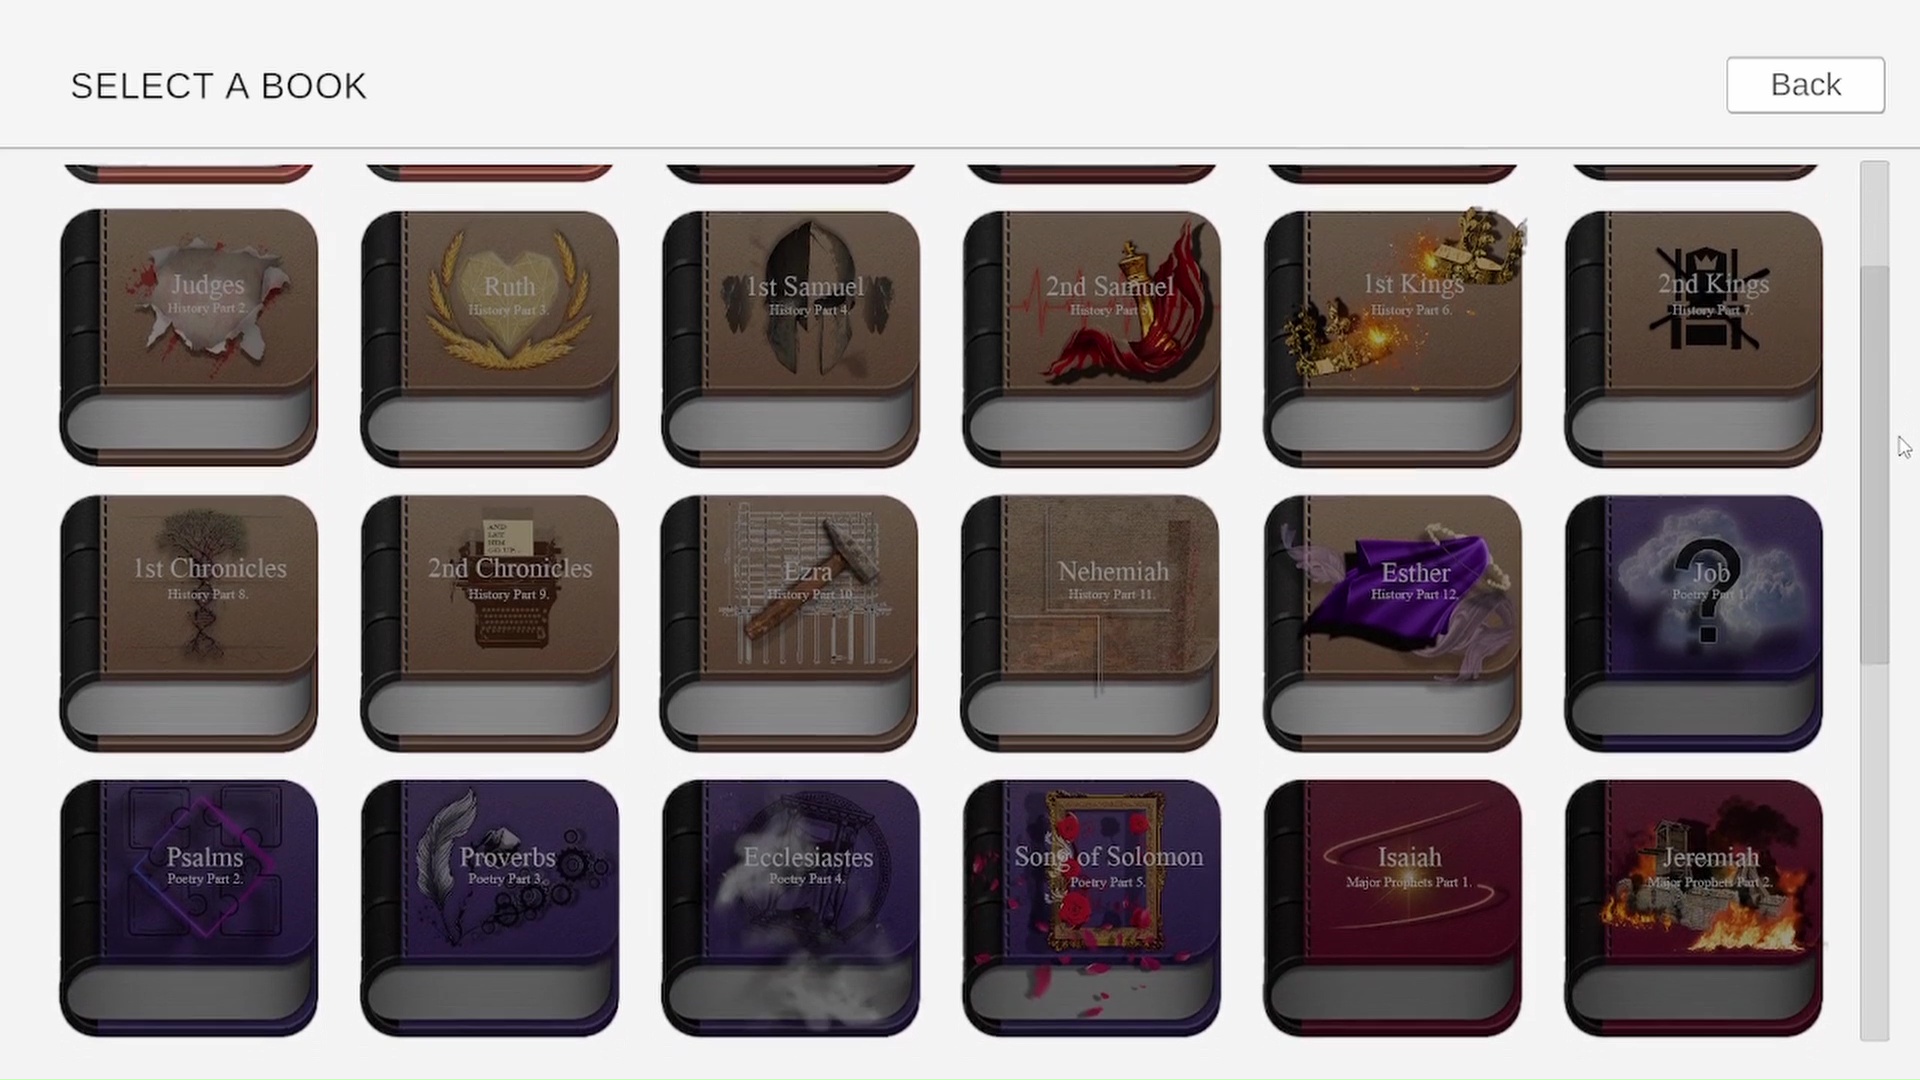 SELECT A BOOK
Back
Judges
History Part 2.
Ruth
History Part 3.
1st Samuel
History Part 4.
2nd Samuel
History Part 5
1st Kings
History Part 6.
2nd Kings
History Part 7.
1st Chronicles
History Part 8.
AND
LET
HIM
GO UP...
2nd Chronicles
History Part 9.
Ezra
History Part 10
Nehemiah
History Part 11.
Esther
History Part 12.
Job
Poetry Part 1.
Psalms
Poetry Part 2.
Proverbs
Poetry Part 3.
Ecclesiastes
Poetry Part 4.
Song of Solomon
Poetry Part 5.
Isaiah
Major Prophets Part 1.
Jeremiah
Major Prophets Part 2.